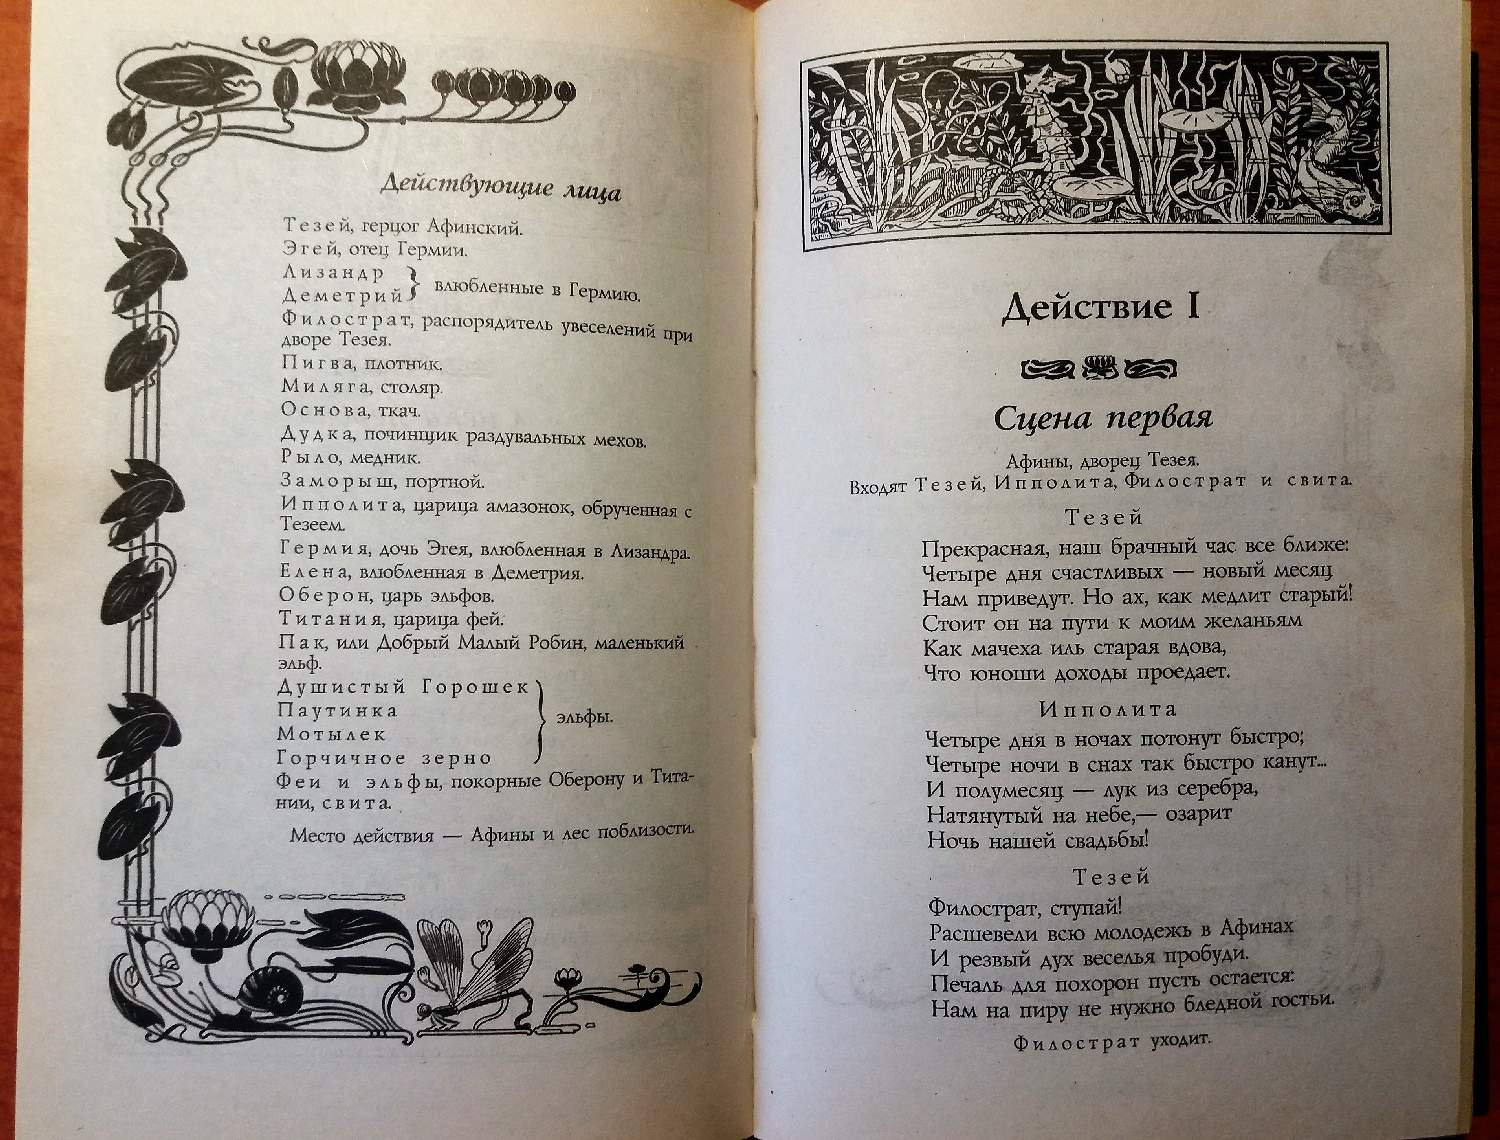 Действующие лица
Тезей, герцог Афинский.
Эгей, отец Гермии.
Лизандр
Деметрий
влюбленные в Гермию.
Филострат, распорядитель увеселений при
дворе Тезея.
Пигва, плотник.
Миляга, столяр.
Основа, ткач.
Дудка, починщик раздувальных мехов.
Рыло, медник.
Заморыш, портной.
Ипполита, царица амазонок, обрученная с
Тезеем.
Гермия, дочь Эгея, влюбленная в Лизандра.
Елена, влюбленная в Деметрия.
Оберон, царь эльфов.
Титания, царица фей.
Пак, или Добрый Малый Робин, маленький
эльф.
Душистый Горошек
Паутинка
Мотылек
Горчичное зерно
эльфы.
Феи и эльфы, покорные Оберону и Тита-
нии, свита.
Место действия — Афины и лес поблизости.
Действие I
Сцена первая
Афины, дворец Тезея.
Входят Тезей, Ипполита, Филострат и свита.
Тезей
Прекрасная, наш брачный час все ближе:
Четыре дня счастливых — новый месяц
Нам приведут. Но ах, как медлит старый!
Стоит он на пути к моим желаньям
Как мачеха иль старая вдова,
Что юноши доходы проедает.
Ипполита
Четыре дня в ночах потонут быстро;
Четыре ночи в снах так быстро канут...
И полумесяц — лук из серебра,
Натянутый на небе,— озарит
Ночь нашей свадьбы!
Тезей
Филострат, ступай!
Расшевели всю молодежь в Афинах
И резвый дух веселья пробуди.
Печаль для похорон пусть остается:
Нам на пиру не нужно бледной гостьи.
Филострат уходит.